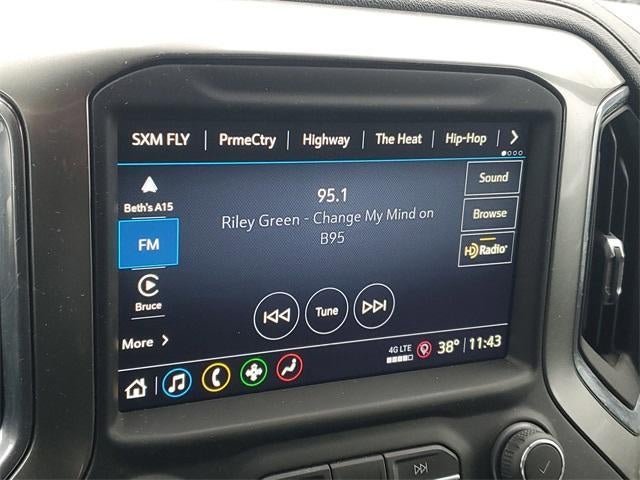 SXM FLY PrmeCtry Highway The Heat Hip-Hop
Beth's A15
95.1
Sound
Riley Green - Change My Mind on
B95
Browse
FM
HD Radio
Bruce
Tune
More
4G LTE
38° 11:43